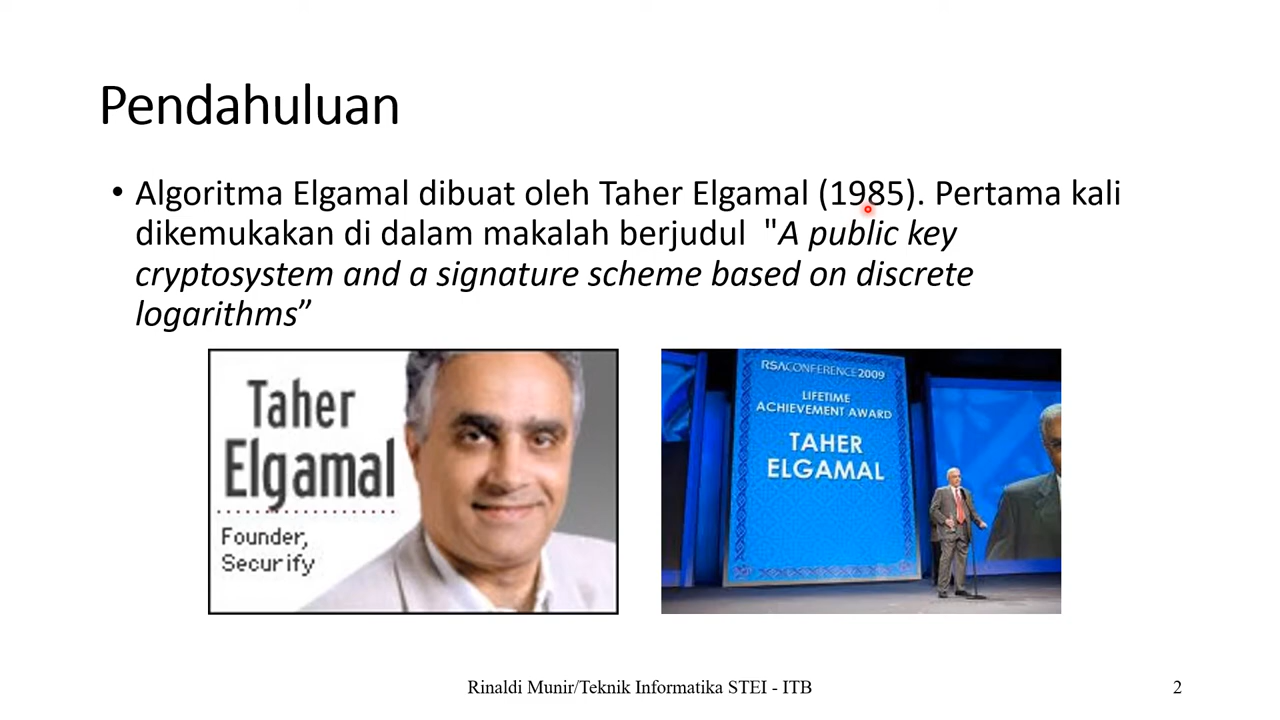 Pendahuluan
• Algoritma Elgamal dibuat oleh Taher Elgamal (1985). Pertama kali
dikemukakan di dalam makalah berjudul "A public key
cryptosystem and a signature scheme based on discrete
logarithms”
Taher
Elgamal
Founder,
Securify
RSACONFERENCE2009
LIFETIME
ACHIEVEMENT AWARD
TAHER
ELGAMAL
Rinaldi Munir/Teknik Informatika STEI - ITB
2